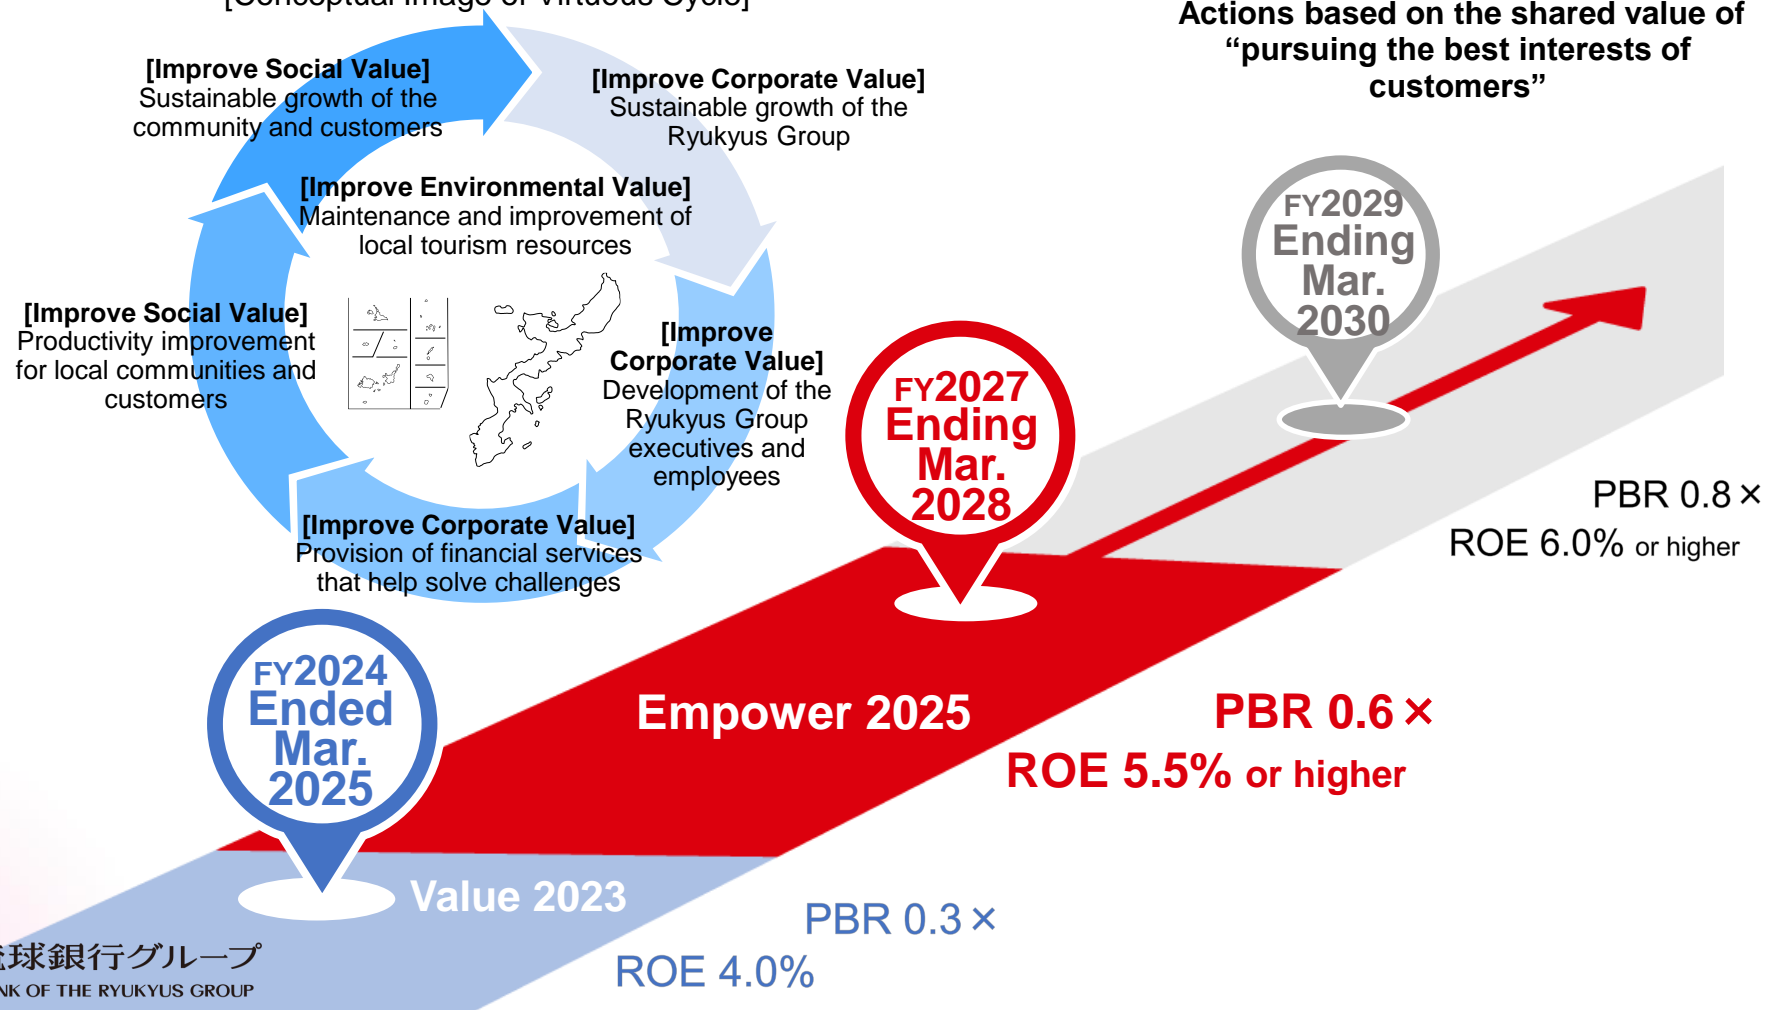 [Conceptual Image of Virtuous Cycle]
Actions based on the shared value of
“pursuing the best interests of
customers”
[Improve Social Value]
Sustainable growth of the
community and customers
[Improve Corporate Value]
Sustainable growth of the
Ryukyus Group
[Improve Environmental Value]
Maintenance and improvement of
local tourism resources
[Improve Social Value]
Productivity improvement
for local communities and
customers
[Improve
Corporate Value]
Development of the
Ryukyus Group
executives and
employees
[Improve Corporate Value]
Provision of financial services
that help solve challenges
FY2029
Ending
Mar.
2030
PBR 0.8×
ROE 6.0% or higher
FY2027
Ending
Mar.
2028
Empower 2025
PBR 0.6×
ROE 5.5% or higher
FY2024
Ended
Mar.
2025
Value 2023
PBR 0.3×
ROE 4.0%
球銀行グループ
OF THE RYUKYUS GROUP